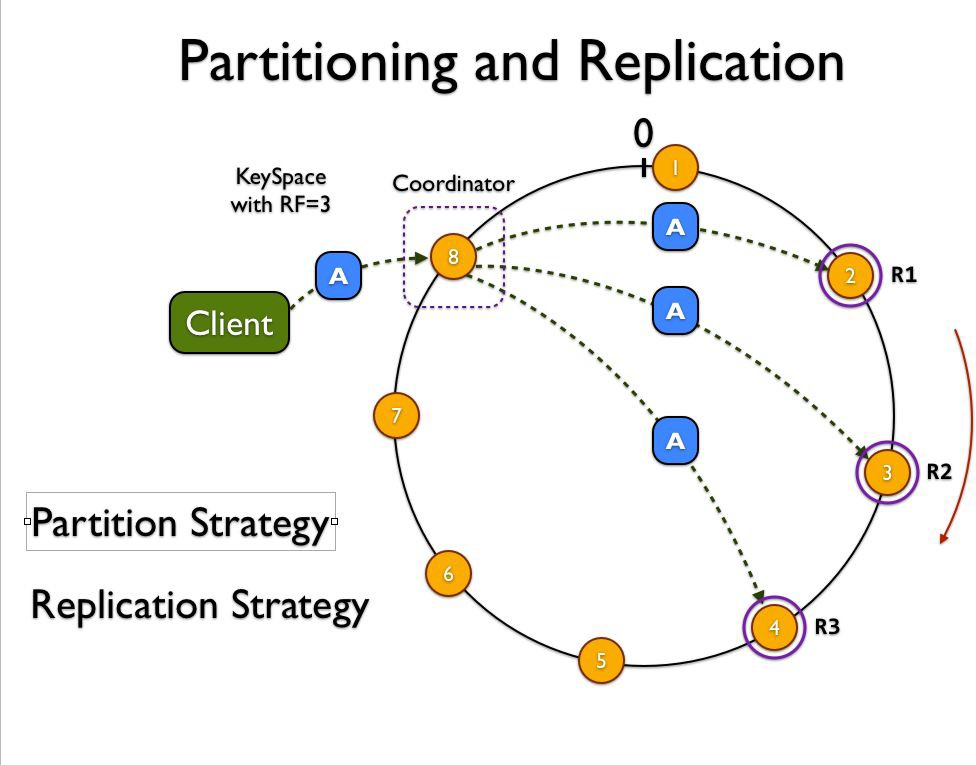 Partitioning and Replication
0
1
KeySpace
with RF=3
Coordinator
A
8
A
2
R1
A
Client
A
7
3
R2
Partition Strategy
6
Replication Strategy
4
R3
5